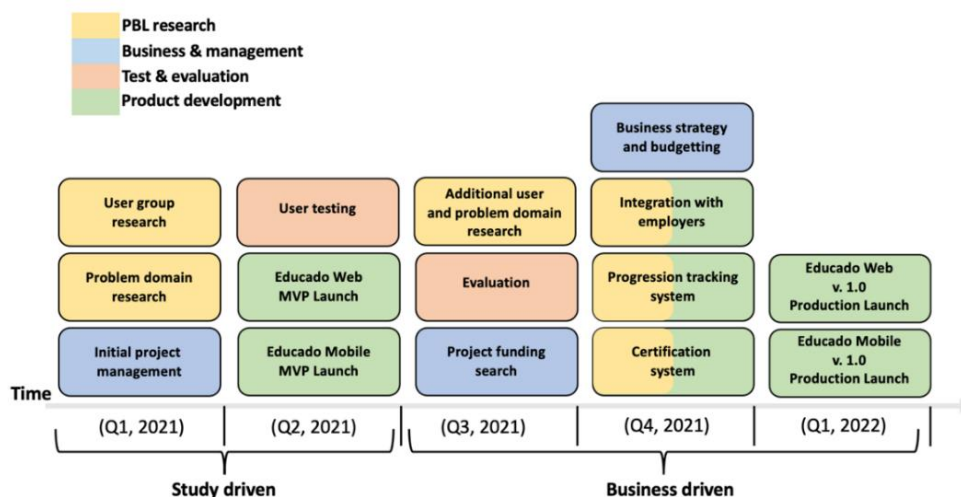 PBL research
Business & management
Test & evaluation
Product development
Business strategy
and budgetting
User group
research
User testing
Additional user
and problem domain
research
Integration with
employers
Problem domain
research
Educado Web
MVP Launch
Evaluation
Progression tracking
system
Educado Web
v. 1.0
Production Launch
Initial project
management
Educado Mobile
MVP Launch
Project funding
search
Certification
system
Educado Mobile
v. 1.0
Production Launch
Time
(Q1, 2021)
(Q2, 2021)
(Q3, 2021)
(Q4, 2021)
(Q1, 2022)
Study driven
Business driven